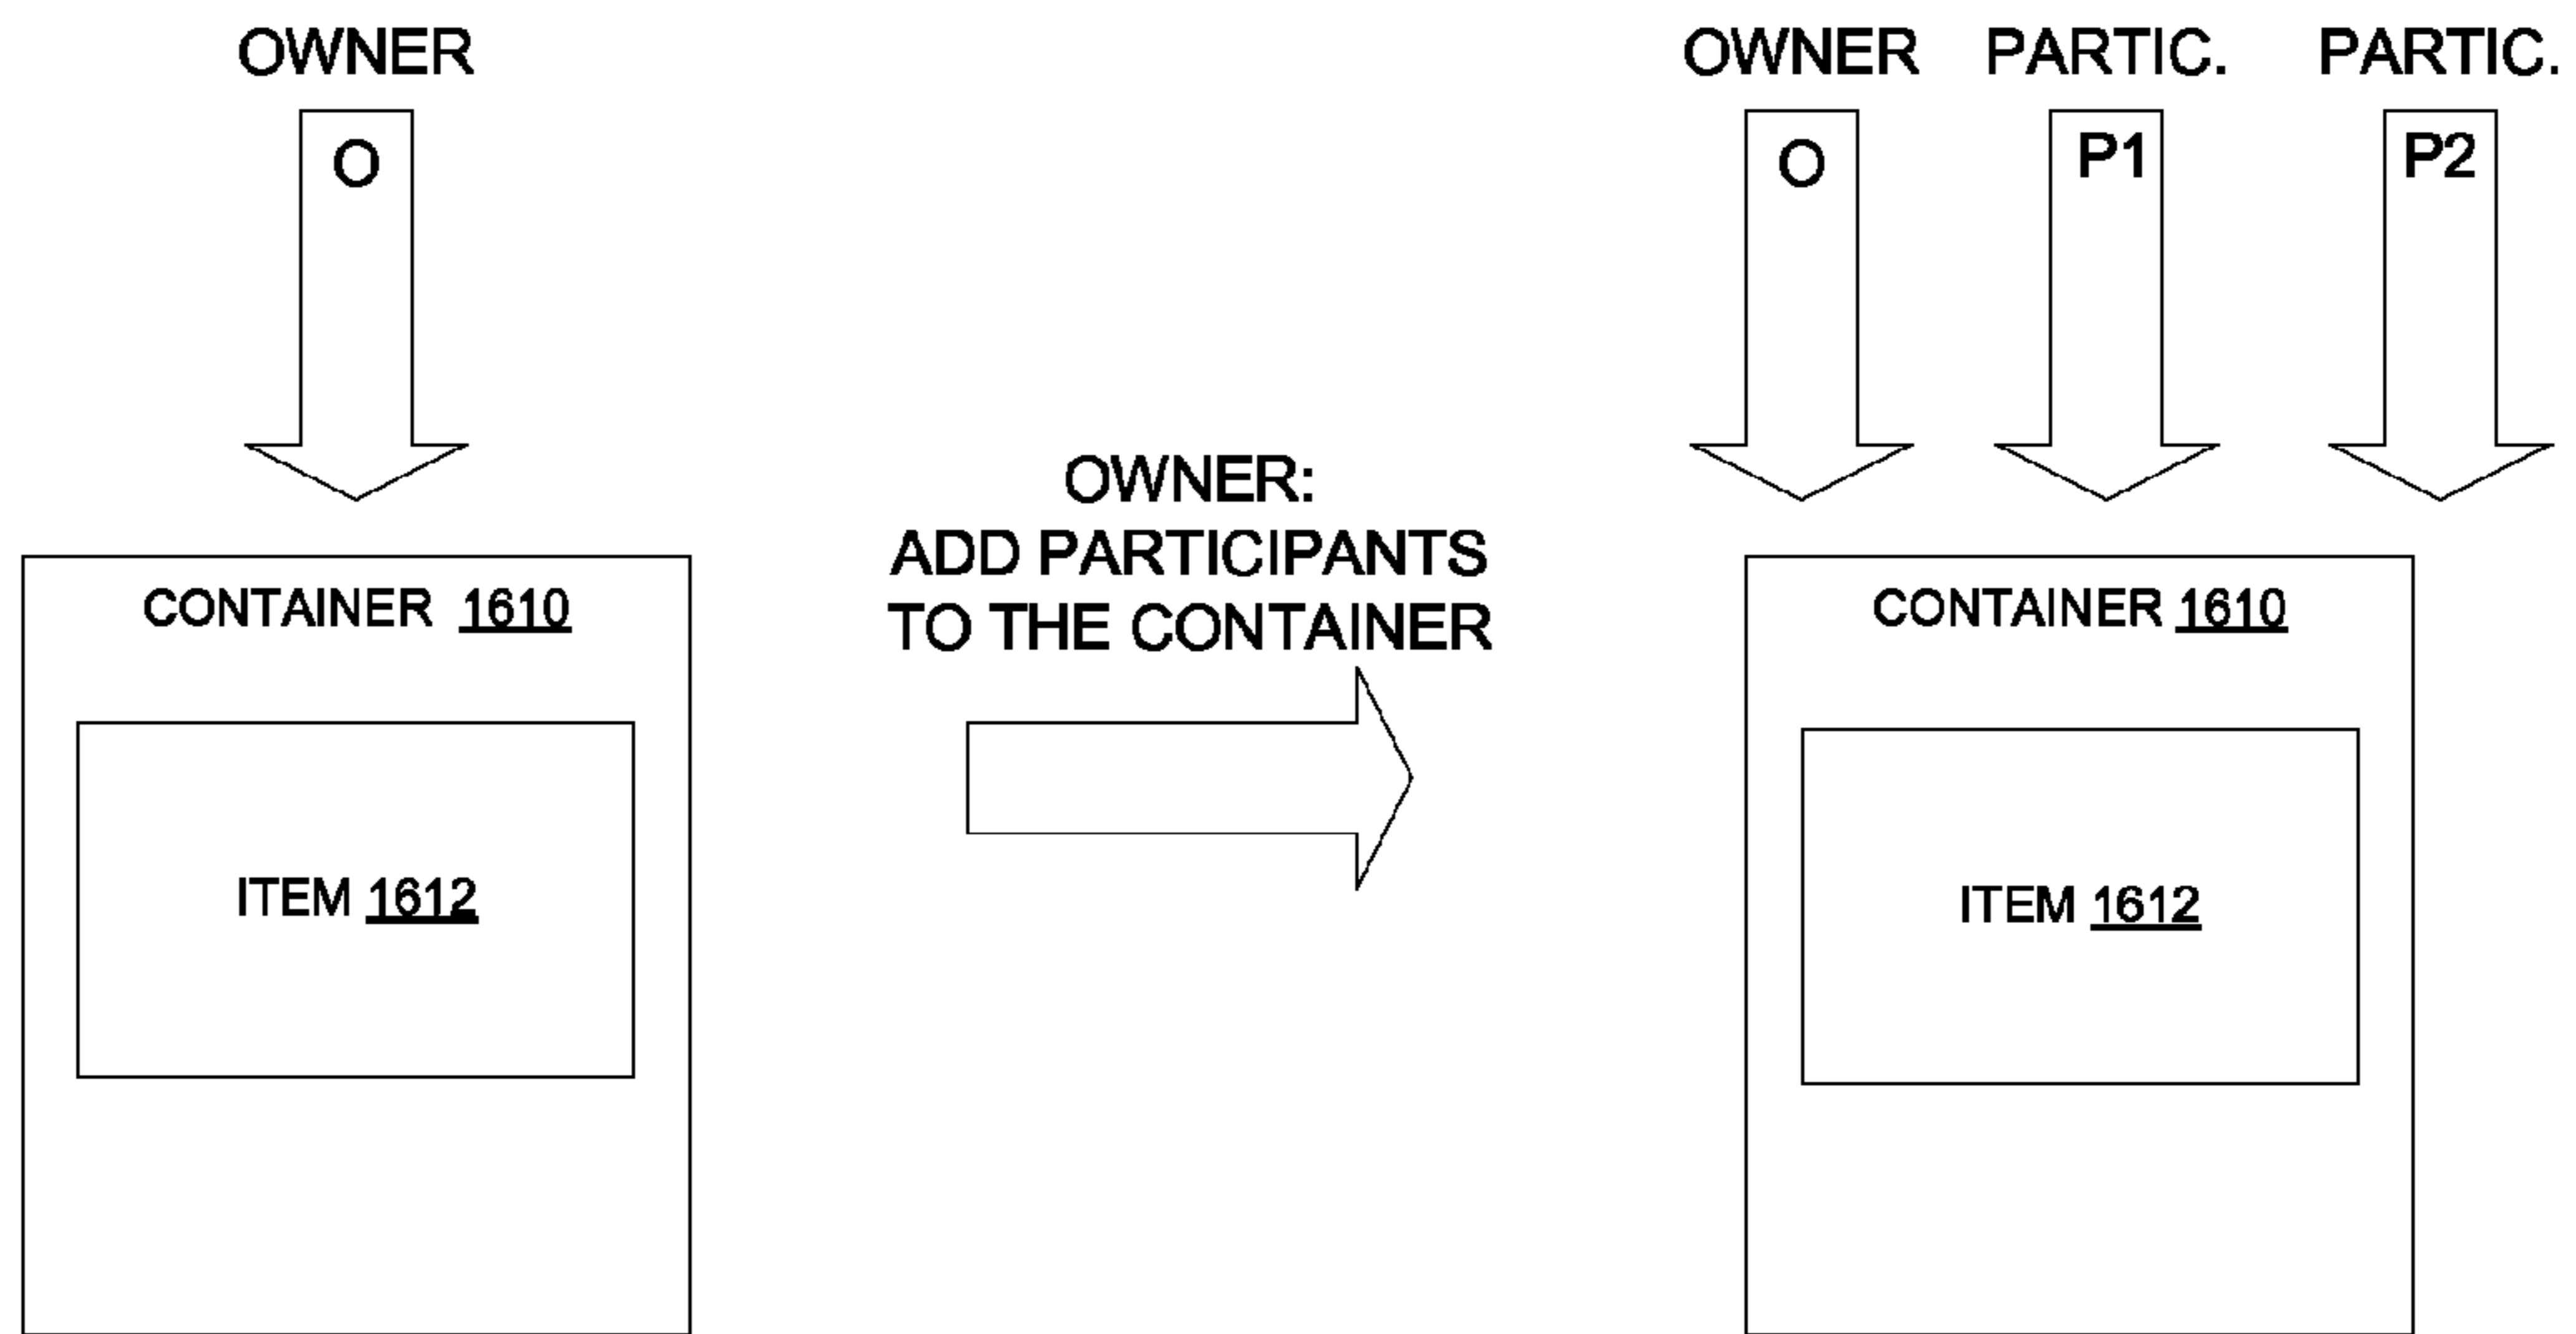 OWNER
O
CONTAINER 1610
ITEM 1612
OWNER:
ADD PARTICIPANTS
TO THE CONTAINER
OWNER PARTIC. PARTIC.
O P1 P2
CONTAINER 1610
ITEM 1612